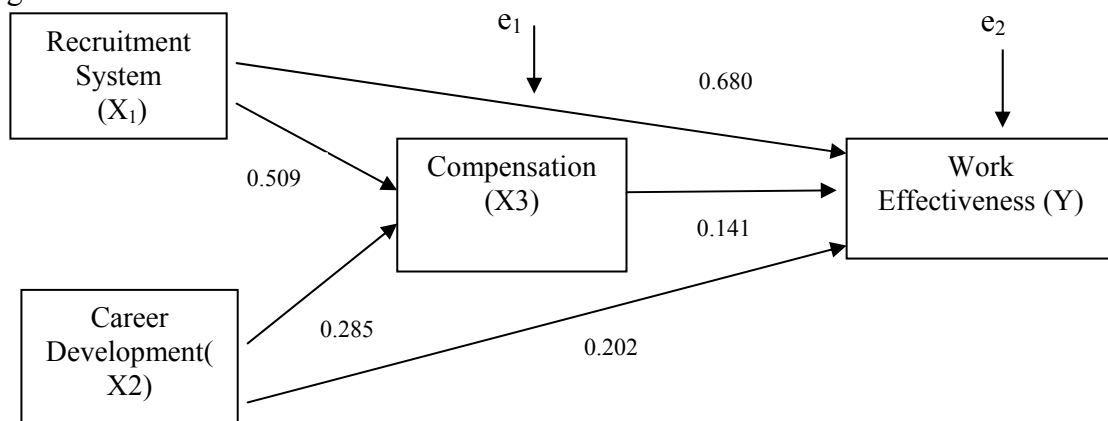 Recruitment
System
(X₁)
e₁
e₂
0.680
0.509
Compensation
(X3)
0.141
Work
Effectiveness (Y)
Career
Development(
X2)
0.285
0.202